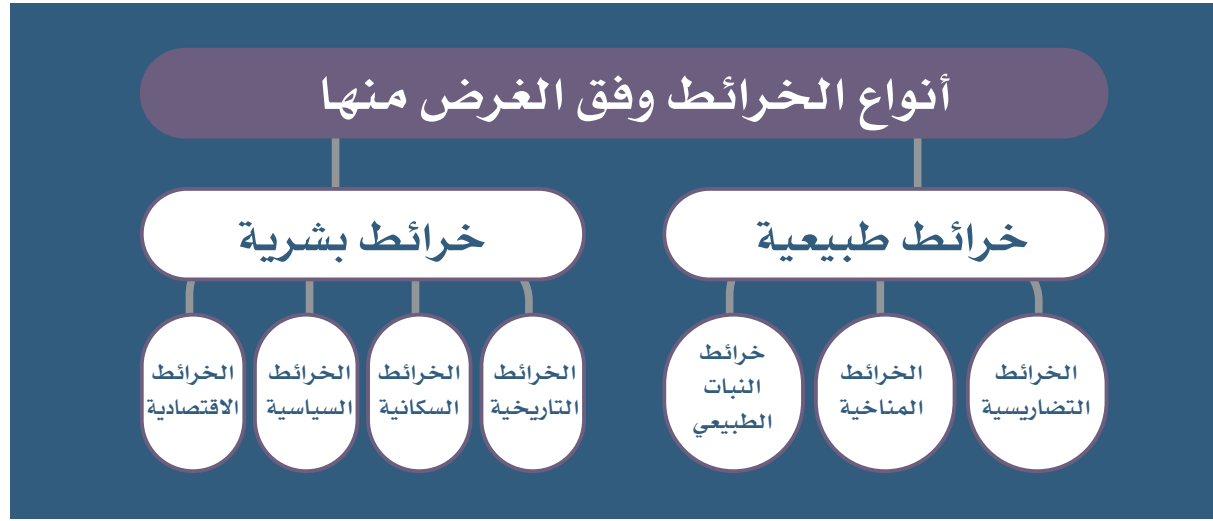 أنواع الخرائط وفق الغرض منها
خرائط طبيعية
خرائط بشرية
الخرائط
التضاريسية
الخرائط
المناخية
خرائط
النبات
الطبيعي
الخرائط
التاريخية
الخرائط
السكانية
الخرائط
السياسية
الخرائط
الاقتصادية